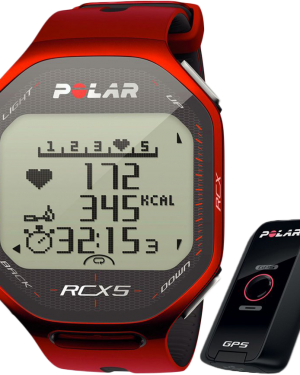 POLAR
LIGHT
UP
1 2 3 4 5
172
345
KCAL
32:15 3
RCX
BACK
RCX5
DOWN
POLAR
GPS